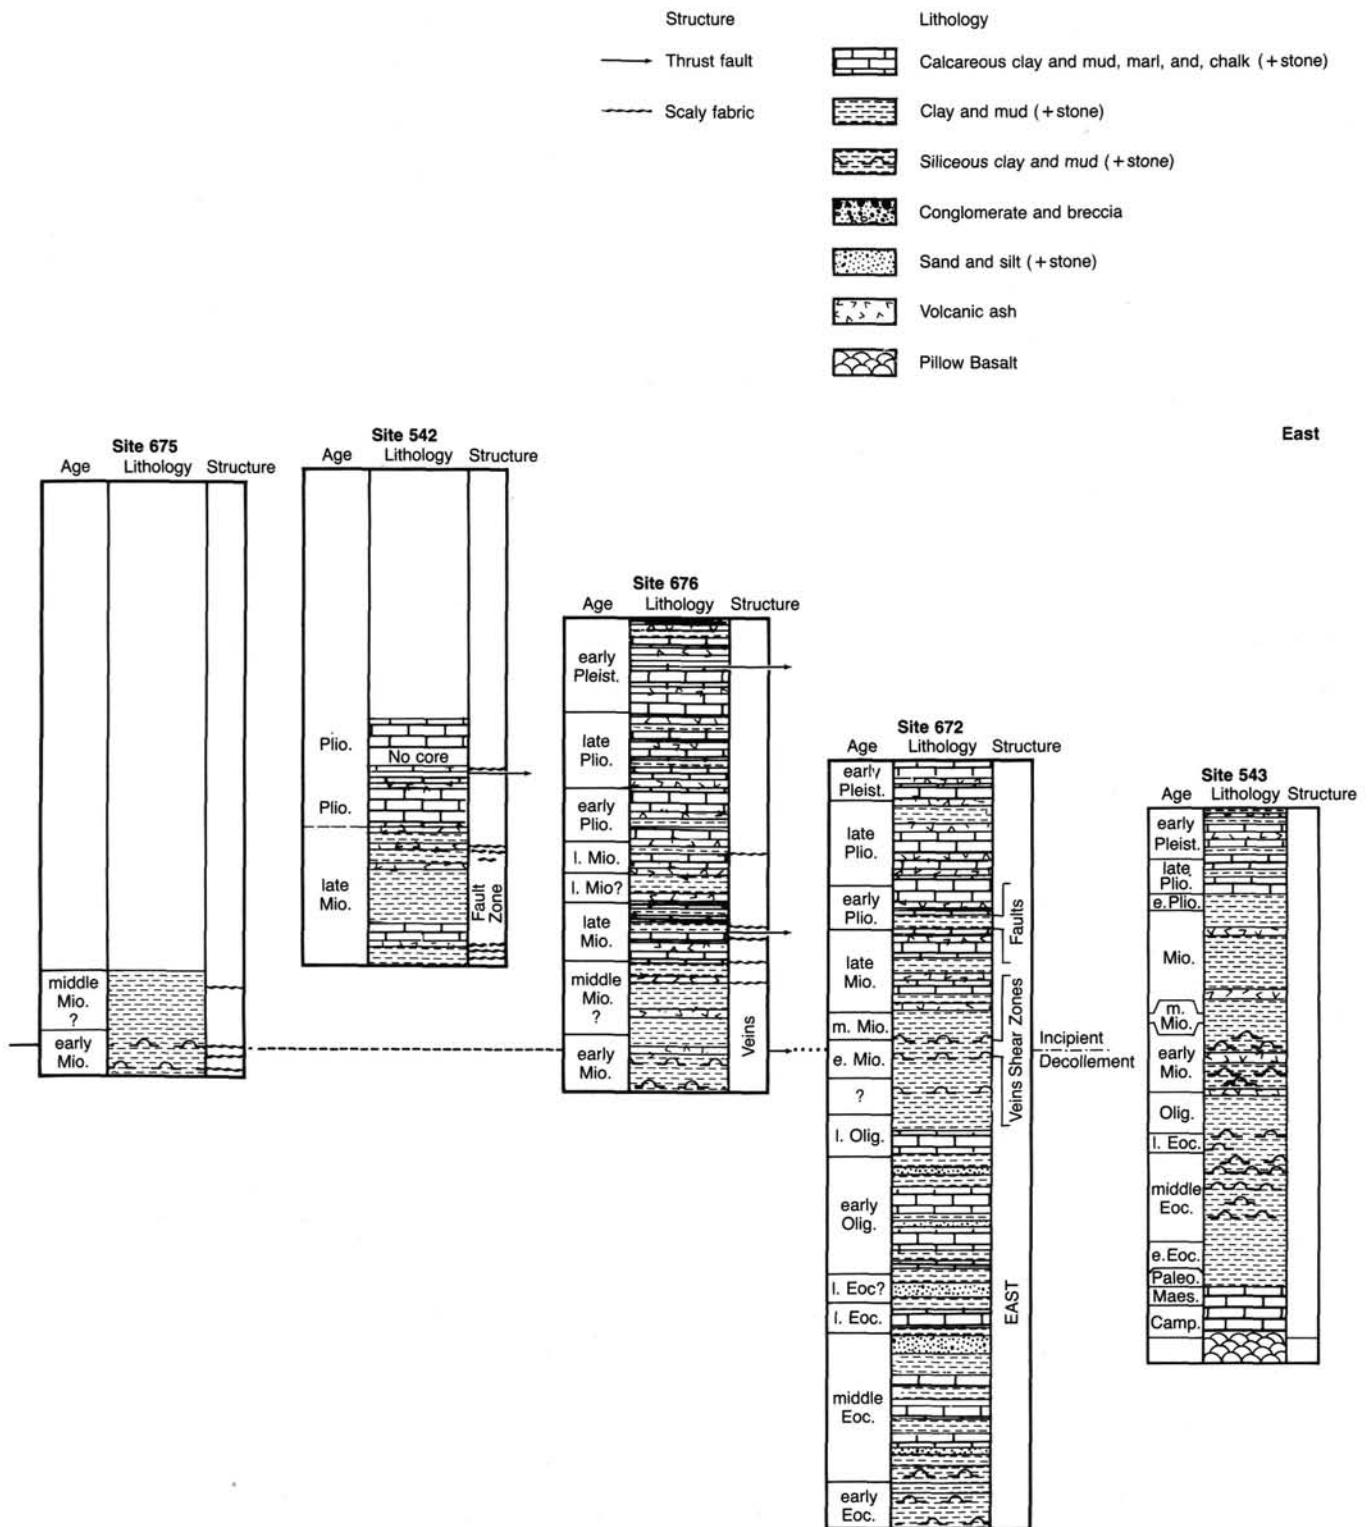 Structure
Lithology
Thrust fault
Calcareous clay and mud, marl, and, chalk (+stone)
Scaly fabric
Clay and mud (+stone)
Siliceous clay and mud (+stone)
Conglomerate and breccia
Sand and silt (+stone)
Volcanic ash
Pillow Basalt
East
Site 675
Age Lithology Structure
middle
Mio.
?
early
Mio.
Site 542
Age Lithology Structure
Plio.
No core
Plio.
late
Mio.
Fault
Zone
Site 676
Age Lithology Structure
early
Pleist.
late
Plio.
early
Plio.
l. Mio.
l. Mio?
late
Mio.
middle
Mio.
?
early
Mio.
Veins
Site 672
Age Lithology Structure
early
Pleist.
late
Plio.
early
Plio.
late
Mio.
m. Mio.
e. Mio.
?
l. Olig.
early
Olig.
l. Eoc?
l. Eoc.
middle
Eoc.
early
Eoc.
Faults
Veins Shear Zones
EAST
Incipient
Decollement
Site 543
Age Lithology Structure
early
Pleist.
late
Plio.
e. Plio.
Mio.
m.
Mio.
early
Mio.
Olig.
l. Eoc.
middle
Eoc.
e. Eoc.
Paleo.
Maes.
Camp.